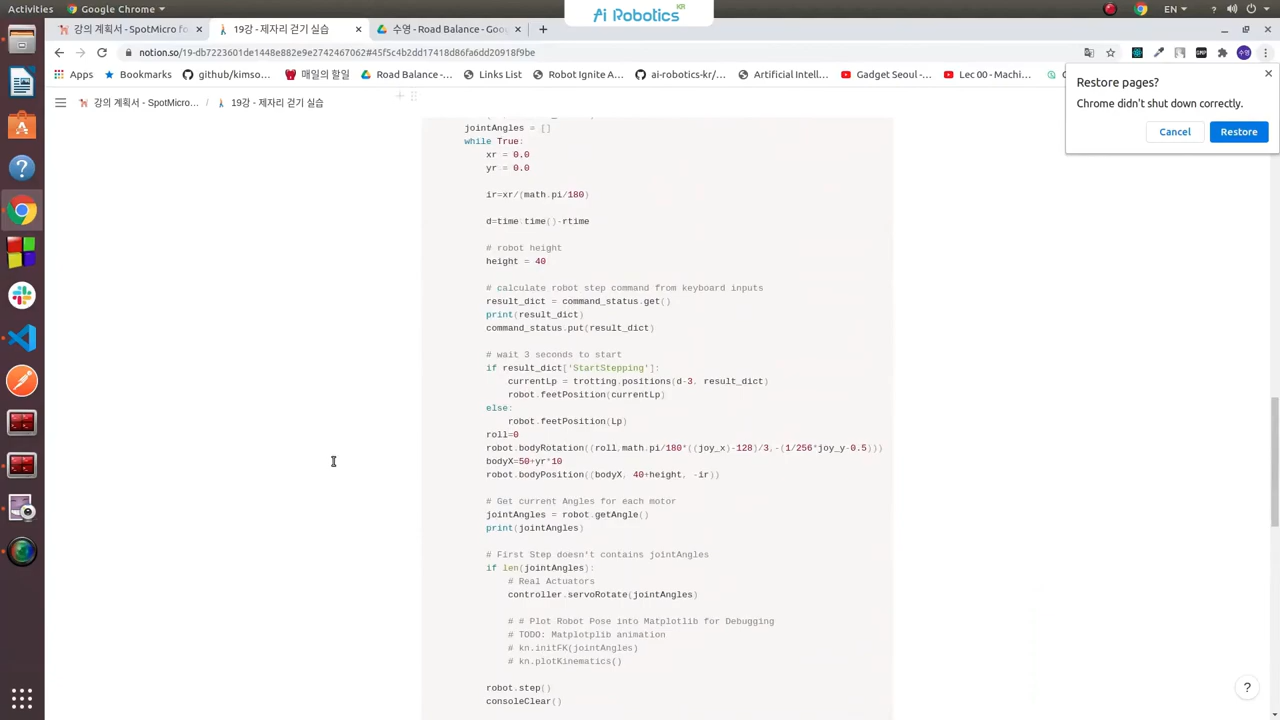 Activities
Google Chrome
Ai Robotics KR
EN
강의 계획서 - SpotMicro fo
19강 - 제자리 걷기 실습
수영 - Road Balance - Goo
notion.so/19-db7223601de1448e882e9e2742467062#45f5c4b2dd17418d86fa6dd20918f9be
수영
Apps
Bookmarks
github/kimso...
매일의 할일
Road Balance -...
Links List
Robot Ignite A...
ai-robotics-kr/...
Artificial Intelli...
Gadget Seoul -...
Lec 00 - Machi...
Restore pages?
Chrome didn't shut down correctly.
Cancel
Restore
강의 계획서 - SpotMicro... / 19강 - 제자리 걷기 실습
jointAngles = []
while True:
xr = 0.0
yr = 0.0
ir=xr/(math.pi/180)
d=time.time()-rtime
# robot height
height = 40
# calculate robot step command from keyboard inputs
result_dict = command_status.get()
print(result_dict)
command_status.put(result_dict)
# wait 3 seconds to start
if result_dict['StartStepping']:
currentLp = trotting.positions(d-3, result_dict)
robot.feetPosition(currentLp)
else:
robot.feetPosition(Lp)
roll=0
robot.bodyRotation((roll,math.pi/180*((joy_x)-128)/3,-(1/256*joy_y-0.5)))
bodyX=50+yr*10
robot.bodyPosition((bodyX, 40+height, -ir))
# Get current Angles for each motor
jointAngles = robot.getAngle()
print(jointAngles)
# First Step doesn't contains jointAngles
if len(jointAngles):
# Real Actuators
controller.servoRotate(jointAngles)
# # Plot Robot Pose into Matplotlib for Debugging
# TODO: Matplotplib animation
# kn.initFK(jointAngles)
# kn.plotKinematics()
robot.step()
consoleClear()
?